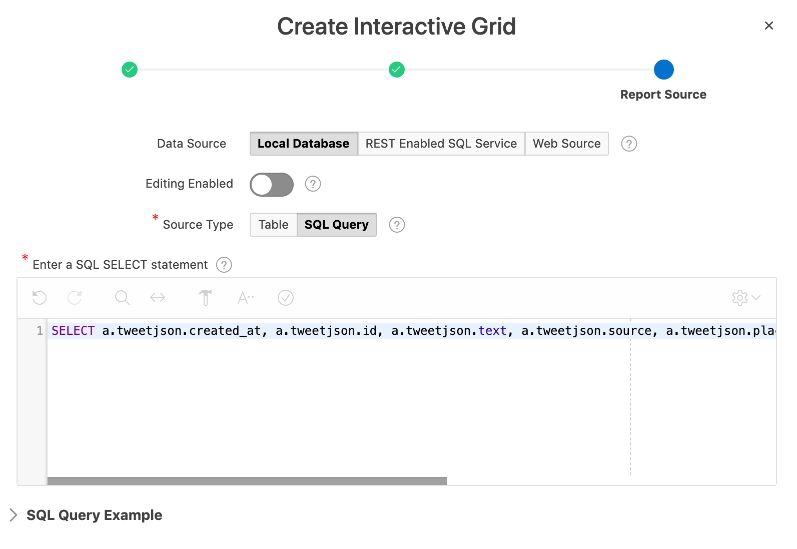 Create Interactive Grid
Report Source
Data Source Local Database REST Enabled SQL Service Web Source ?
Editing Enabled ?
* Source Type Table SQL Query ?
* Enter a SQL SELECT statement ?
A··
1 SELECT a.tweetjson.created_at, a.tweetjson.id, a.tweetjson.text, a.tweetjson.source, a.tweetjson.pla
SQL Query Example